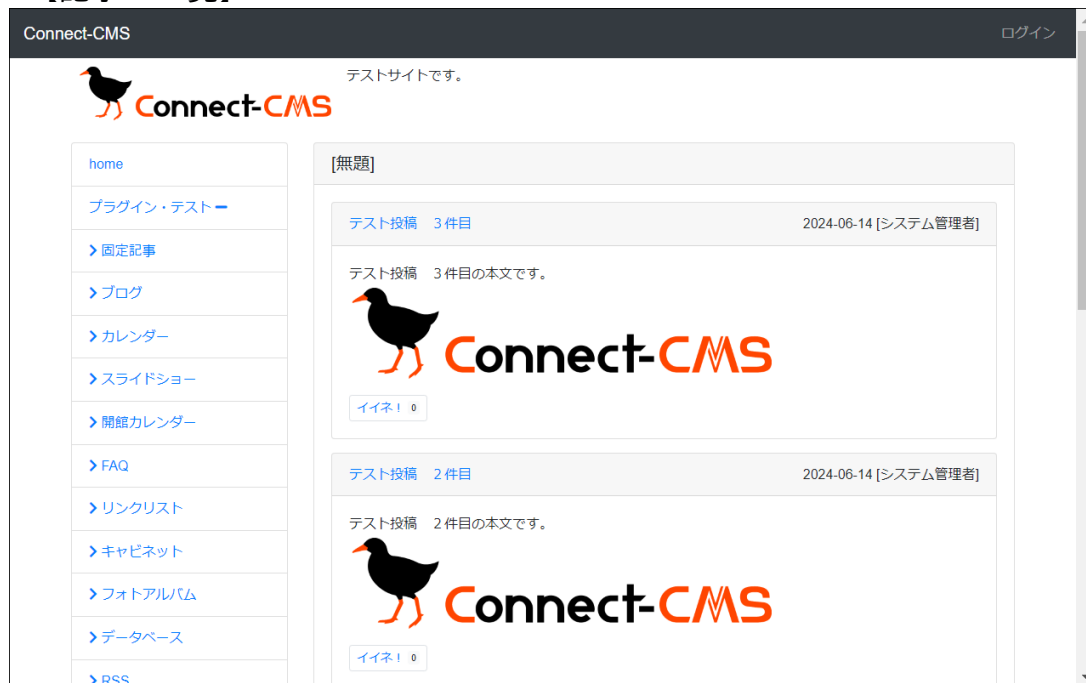 Connect-CMS
ログイン
Connect-CMS
テストサイトです。
home
プラグイン・テスト
固定記事
ブログ
カレンダー
スライドショー
開館カレンダー
FAQ
リンクリスト
キャビネット
フォトアルバム
データベース
RSS
[無題]
テスト投稿　3件目
2024-06-14 [システム管理者]
テスト投稿　3件目の本文です。
Connect-CMS
イイネ！ 0
テスト投稿　2件目
2024-06-14 [システム管理者]
テスト投稿　2件目の本文です。
Connect-CMS
イイネ！ 0